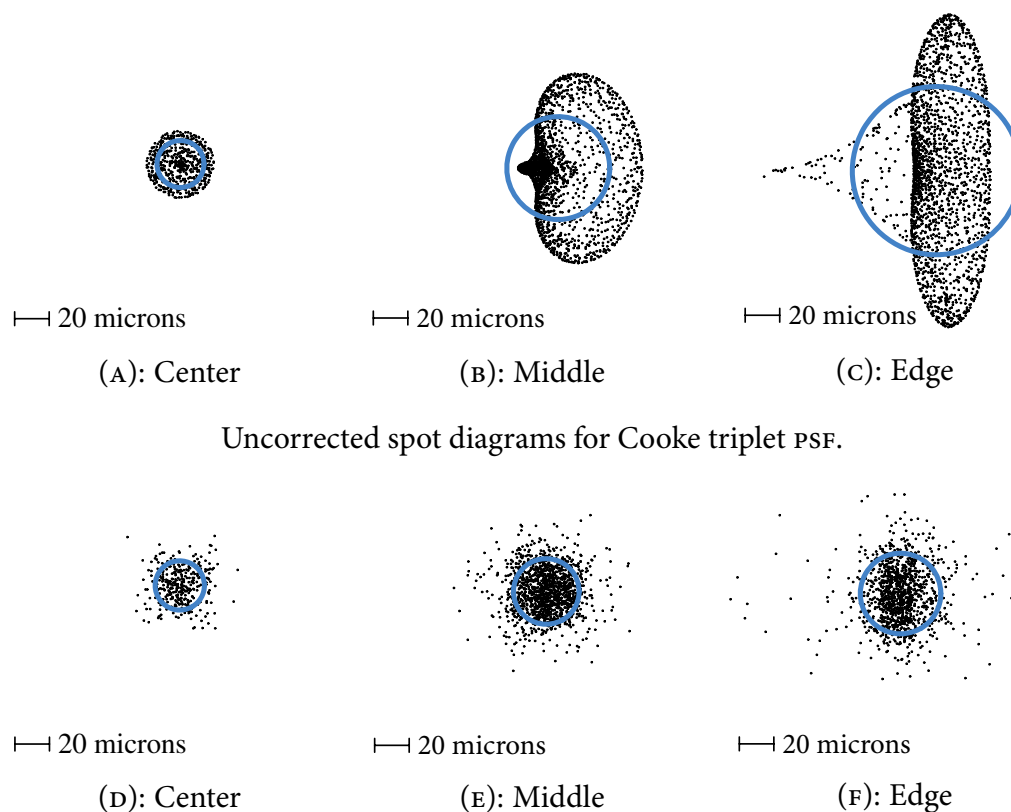 20 microns 20 microns 20 microns
(A): Center (B): Middle (C): Edge
Uncorrected spot diagrams for Cooke triplet PSF.
20 microns 20 microns 20 microns
(D): Center (E): Middle (F): Edge